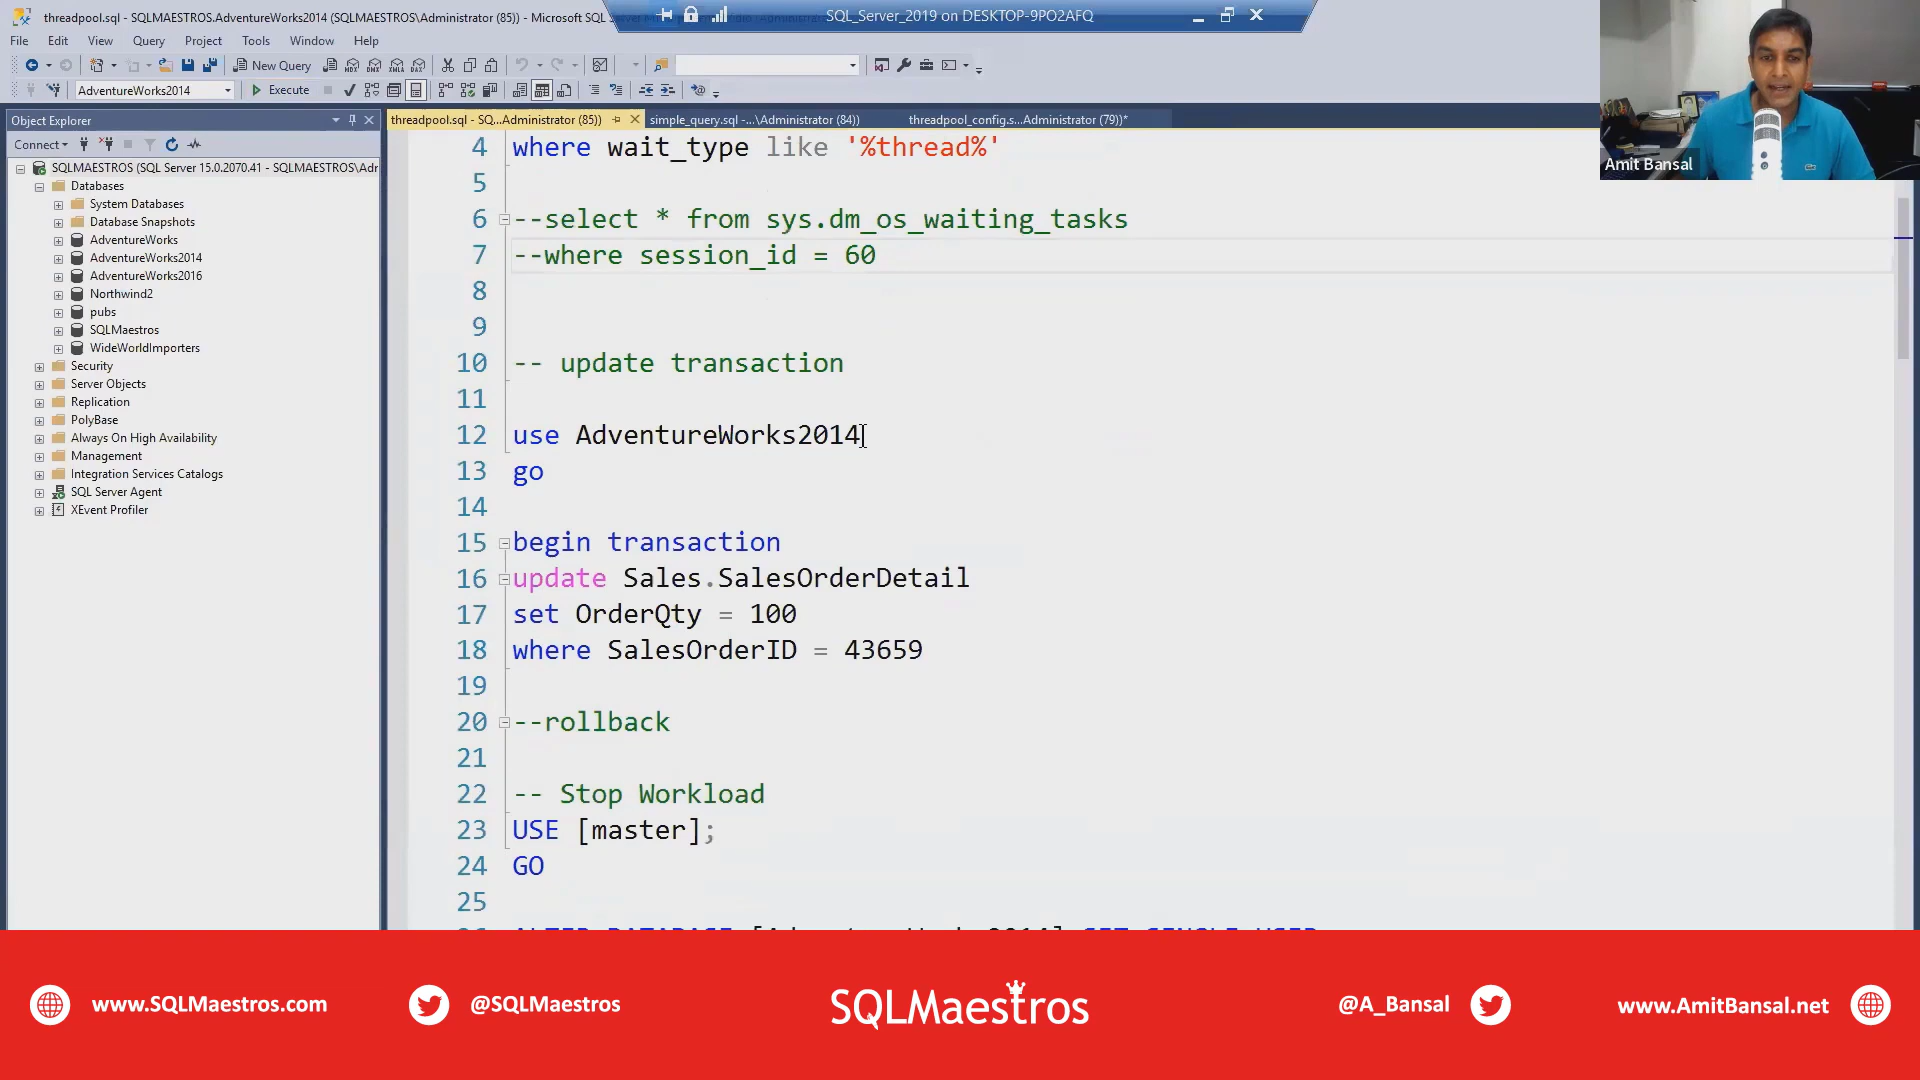 threadpool.sql - SQLMAESTROS.AdventureWorks2014 (SQLMAESTROS\Administrator (85)) - Microsoft SQL
SQL_Server_2019 on DESKTOP-9PO2AFQ
File Edit View Query Project Tools Window Help
New Query
AdventureWorks2014 Execute
Object Explorer
Connect
SQLMAESTROS (SQL Server 15.0.2070.41 - SQLMAESTROS\Adr
Databases
System Databases
Database Snapshots
AdventureWorks
AdventureWorks2014
AdventureWorks2016
Northwind2
pubs
SQLMaestros
WideWorldImporters
Security
Server Objects
Replication
PolyBase
Always On High Availability
Management
Integration Services Catalogs
SQL Server Agent
XEvent Profiler
threadpool.sql - SQ...Administrator (85)) simple_query.sql -...\Administrator (84)) threadpool_config.s...Administrator (79))*
4 where wait_type like '%thread%'
5
6 --select * from sys.dm_os_waiting_tasks
7 --where session_id = 60
8
9
10 -- update transaction
11
12 use AdventureWorks2014
13 go
14
15 begin transaction
16 update Sales.SalesOrderDetail
17 set OrderQty = 100
18 where SalesOrderID = 43659
19
20 --rollback
21
22 -- Stop Workload
23 USE [master];
24 GO
25
Amit Bansal
www.SQLMaestros.com
@SQLMaestros
SQLMaestros
@A_Bansal
www.AmitBansal.net